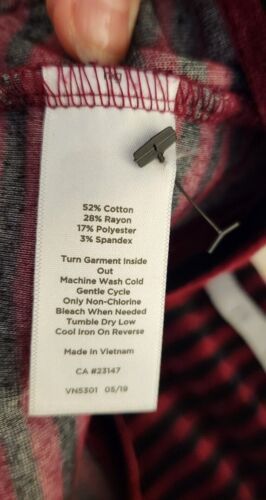 52% Cotton
28% Rayon
17% Polyester
3% Spandex
Turn Garment Inside
Out
Machine Wash Cold
Gentle Cycle
Only Non-Chlorine
Bleach When Needed
Tumble Dry Low
Cool Iron On Reverse
Made In Vietnam
CA #23147
VN5301 05/19